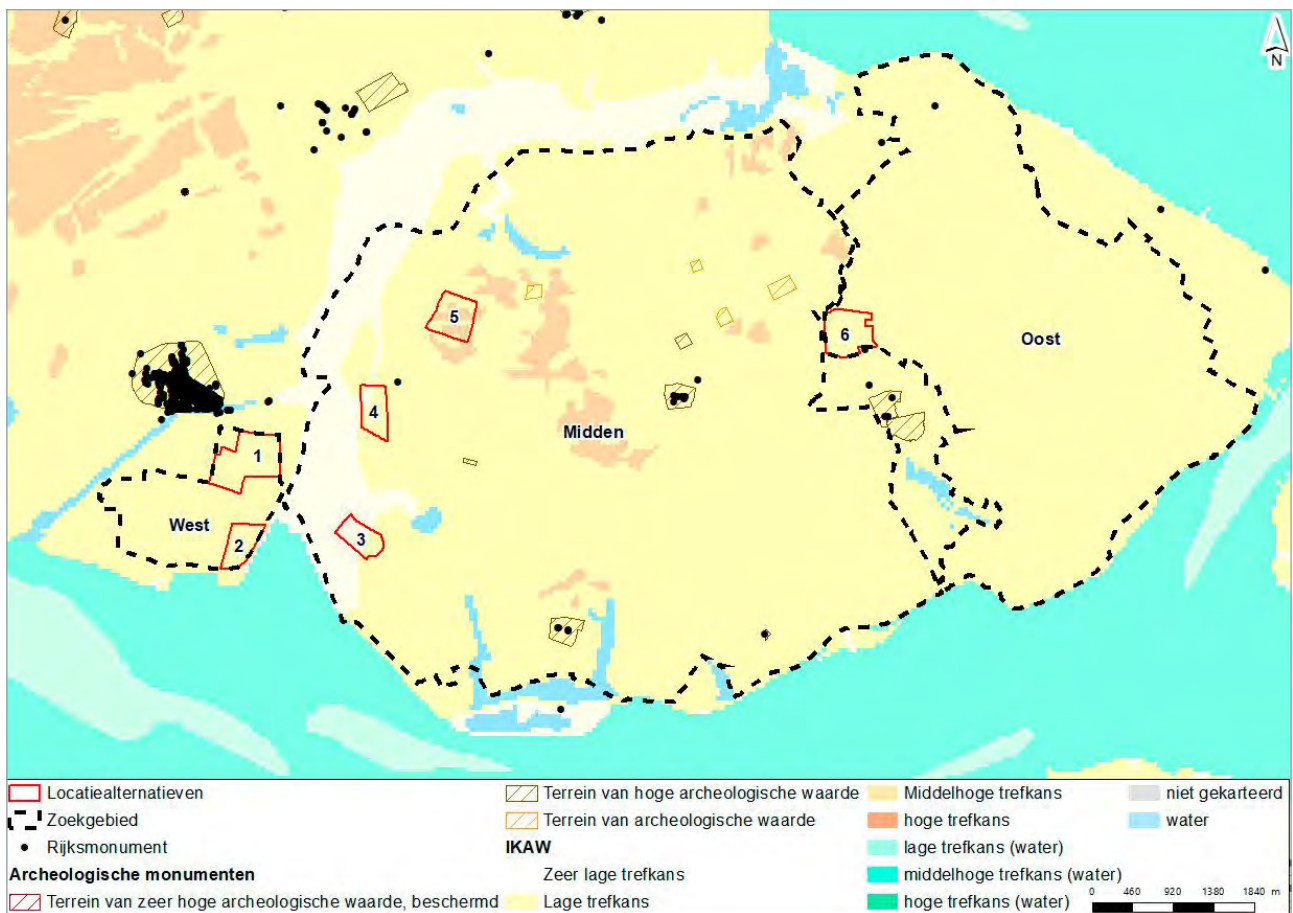 N
5
6
Oost
4
Midden
1
West
2
3
Locatiealternatieven
Zoekgebied
Rijksmonument
Archeologische monumenten
Terrein van zeer hoge archeologische waarde, beschermd
Terrein van hoge archeologische waarde
Terrein van archeologische waarde
IKAW
Zeer lage trefkans
Lage trefkans
Middelhoge trefkans
hoge trefkans
lage trefkans (water)
middelhoge trefkans (water)
hoge trefkans (water)
niet gekarteerd
water
0 460 920 1380 1840 m